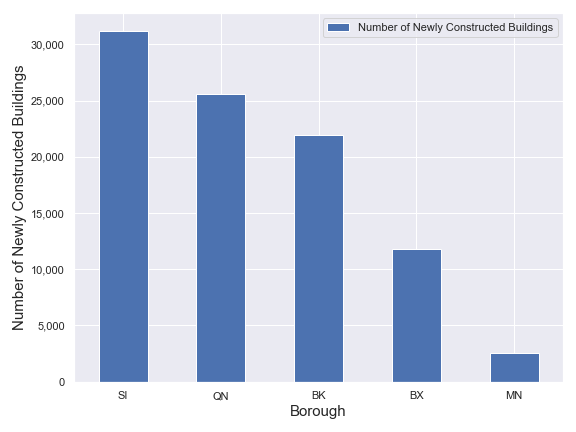 Number of Newly Constructed Buildings
Number of Newly Constructed Buildings
30,000
25,000
20,000
15,000
10,000
5,000
0
SI QN BK BX MN
Borough